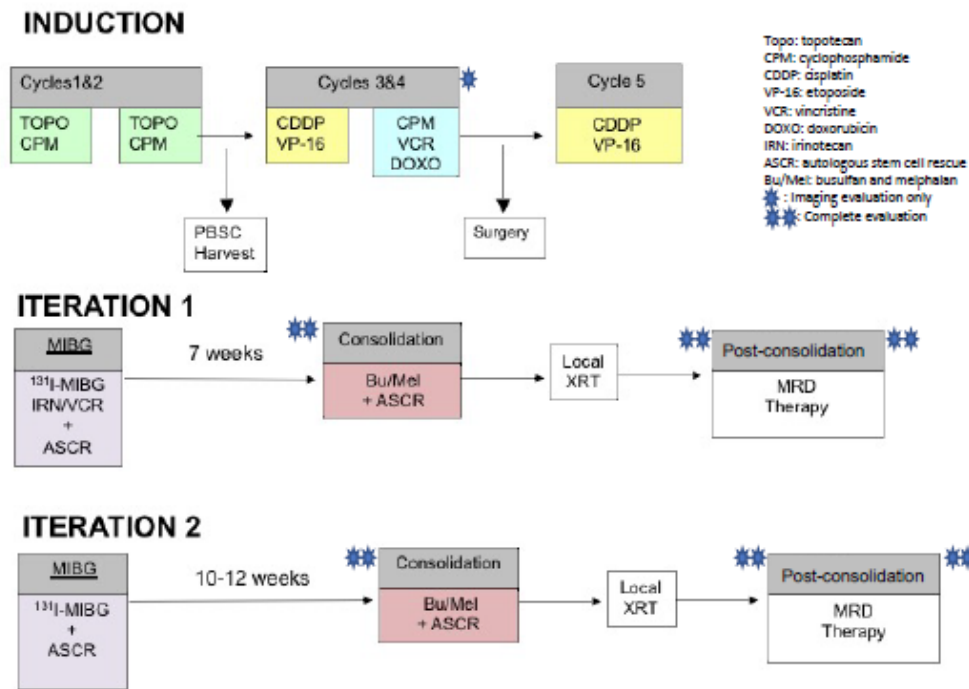 INDUCTION
Topo: topotecan
CPM: cyclophosphamide
CDDP: cisplatin
VP-16: etoposide
VCR: vincristine
DOXO: doxorubicin
IRN: irinotecan
ASCR: autologous stem cell rescue
Bu/Mel: busulfan and melphalan
: Imaging evaluation only
: Complete evaluation
Cycles1&2
TOPO
CPM
TOPO
CPM
Cycles 3&4
CDDP
VP-16
CPM
VCR
DOXO
Cycle 5
CDDP
VP-16
PBSC
Harvest
Surgery
ITERATION 1
MIBG
¹³¹I-MIBG
IRN/VCR
+
ASCR
7 weeks
Consolidation
Bu/Mel
+ ASCR
Local
XRT
Post-consolidation
MRD
Therapy
ITERATION 2
MIBG
¹³¹I-MIBG
+
ASCR
10-12 weeks
Consolidation
Bu/Mel
+ ASCR
Local
XRT
Post-consolidation
MRD
Therapy